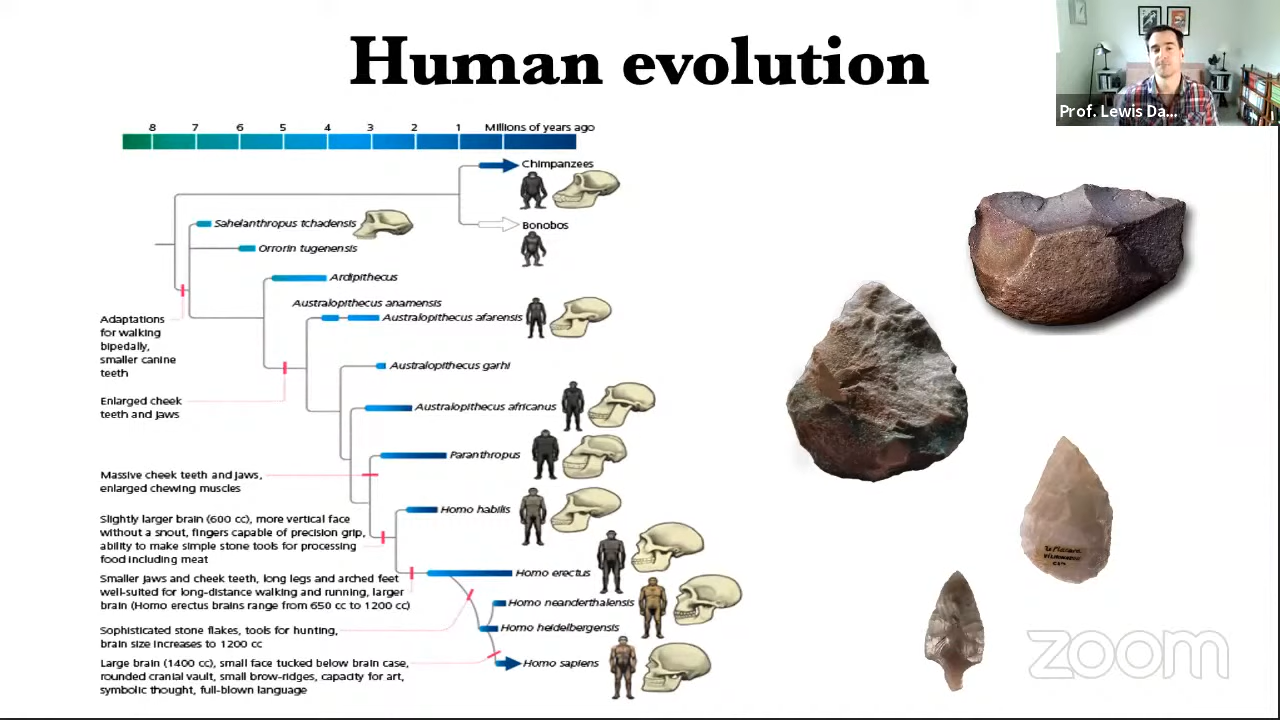 Human evolution
Prof. Lewis Da...
8 7 6 5 4 3 2 1 Millions of years ago
Chimpanzees
Sahelanthropus tchadensis
Bonobos
Orrorin tugenensis
Ardipithecus
Australopithecus anamensis
Australopithecus afarensis
Adaptations
for walking
bipedally,
smaller canine
teeth
Australopithecus garhi
Enlarged cheek
teeth and jaws
Australopithecus africanus
Paranthropus
Massive cheek teeth and jaws,
enlarged chewing muscles
Homo habilis
Slightly larger brain (600 cc), more vertical face
without a snout, fingers capable of precision grip,
ability to make simple stone tools for processing
food including meat
Homo erectus
Smaller jaws and cheek teeth, long legs and arched feet
well-suited for long-distance walking and running, larger
brain (Homo erectus brains range from 650 cc to 1200 cc)
Homo neanderthalensis
Homo heidelbergensis
Sophisticated stone flakes, tools for hunting,
brain size increases to 1200 cc
Homo sapiens
Large brain (1400 cc), small face tucked below brain case,
rounded cranial vault, small brow-ridges, capacity for art,
symbolic thought, full-blown language
zoom